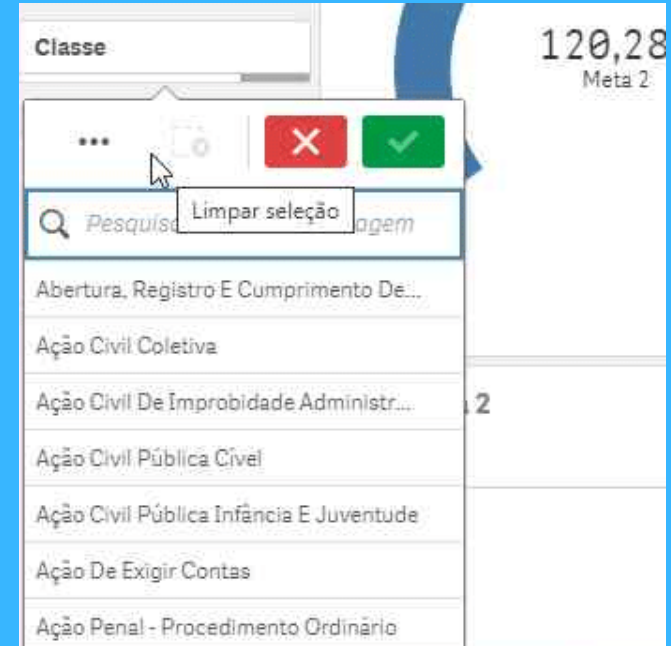 Classe
120,28
Meta 2
Limpar seleção
Pesquis agem
Abertura, Registro E Cumprimento De...
Ação Civil Coletiva
Ação Civil De Improbidade Administr...
2
Ação Civil Pública Cível
Ação Civil Pública Infância E Juventude
Ação De Exigir Contas
Ação Penal - Procedimento Ordinário